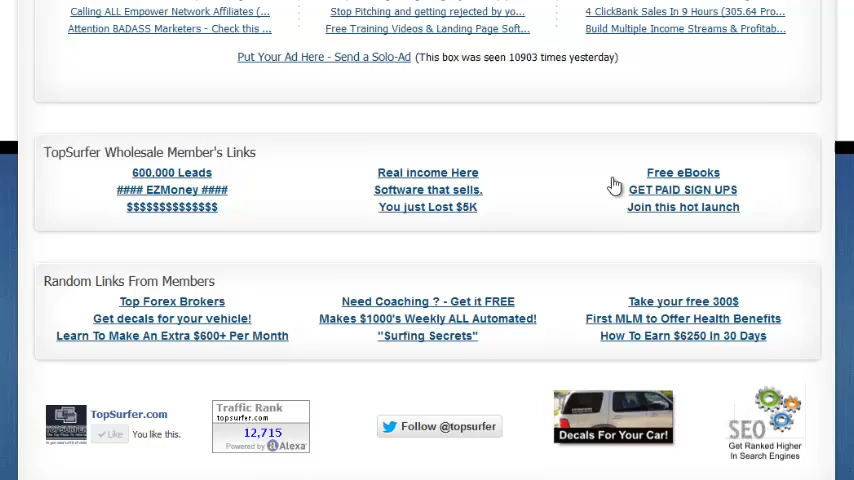 Calling ALL Empower Network Affiliates (... Stop Pitching and getting rejected by yo... 4 ClickBank Sales In 9 Hours (305.64 Pro...
Attention BADASS Marketers - Check this ... Free Training Videos & Landing Page Soft... Build Multiple Income Streams & Profitab...
Put Your Ad Here - Send a Solo-Ad (This box was seen 10903 times yesterday)
TopSurfer Wholesale Member's Links
600,000 Leads Real income Here Free eBooks
#### EZMoney #### Software that sells. GET PAID SIGN UPS
$$$$$$$$$$$$$$ You just Lost $5K Join this hot launch
Random Links From Members
Top Forex Brokers Need Coaching ? - Get it FREE Take your free 300$
Get decals for your vehicle! Makes $1000's Weekly ALL Automated! First MLM to Offer Health Benefits
Learn To Make An Extra $600+ Per Month "Surfing Secrets" How To Earn $6250 In 30 Days
TopSurfer.com
Like You like this.
Traffic Rank
topsurfer.com
12,715
Powered by Alexa
Follow @topsurfer
Decals For Your Car!
SEO
Get Ranked Higher
In Search Engines